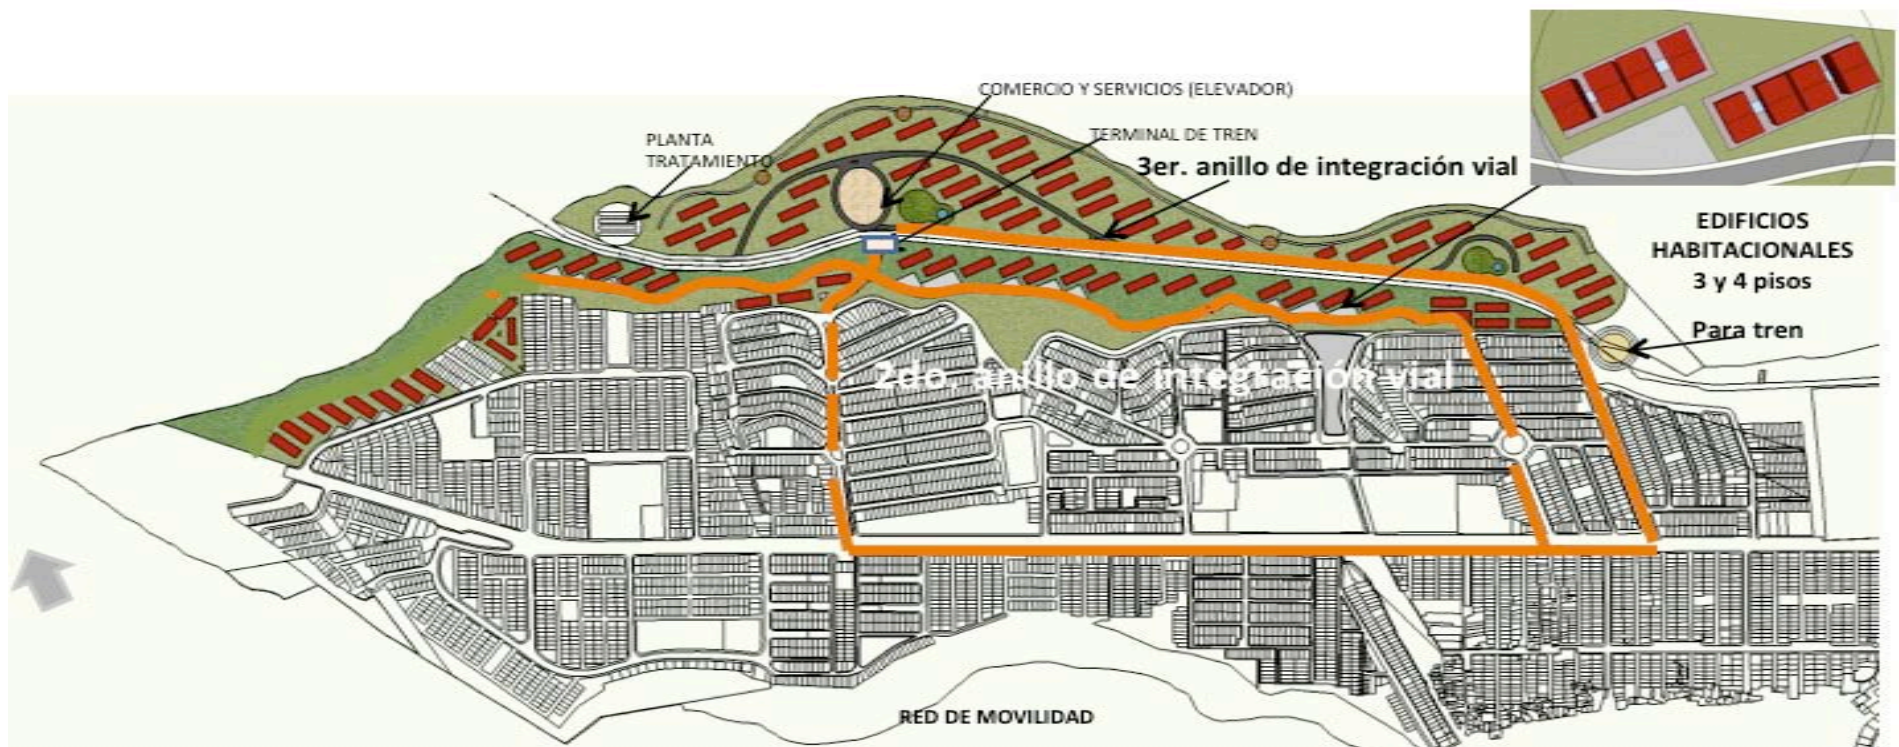 COMERCIO Y SERVICIOS (ELEVADOR)
TERMINAL DE TREN
PLANTA
TRATAMIENTO
3er. anillo de integración vial
EDIFICIOS
HABITACIONALES
3 y 4 pisos
Para tren
2do. anillo de integración vial
RED DE MOVILIDAD